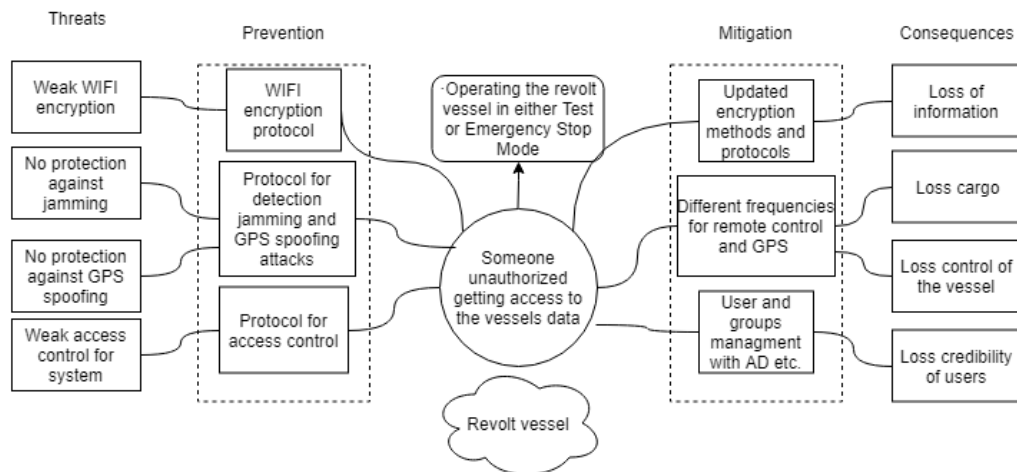 Threats
Prevention
Mitigation
Consequences
Weak WIFI
encryption
No protection
against
jamming
No protection
against GPS
spoofing
Weak access
control for
system
WIFI
encryption
protocol
Protocol for
detection
jamming and
GPS spoofing
attacks
Protocol for
access control
·Operating the revolt
vessel in either Test
or Emergency Stop
Mode
Someone
unauthorized
getting access to
the vessels data
Revolt vessel
Updated
encryption
methods and
protocols
Different frequencies
for remote control
and GPS
User and
groups
managment
with AD etc.
Loss of
information
Loss cargo
Loss control of
the vessel
Loss credibility
of users